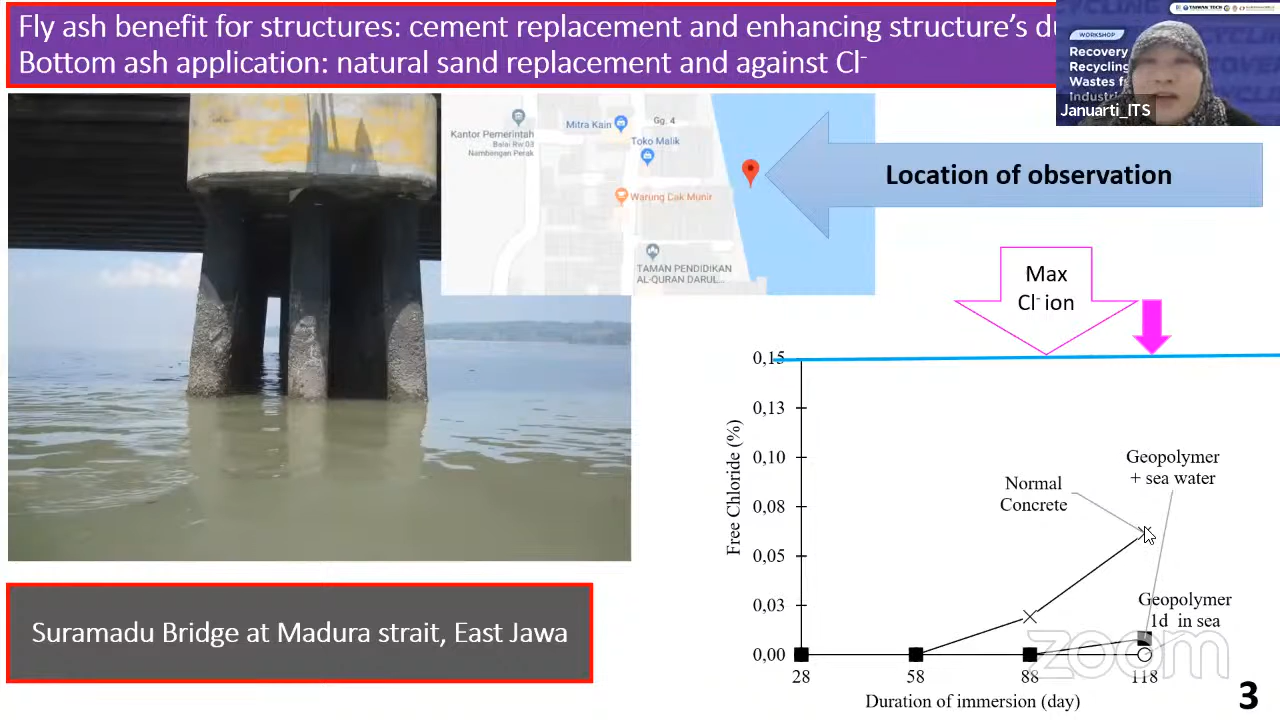 Fly ash benefit for structures: cement replacement and enhancing structure's
Bottom ash application: natural sand replacement and against Cl⁻
TAIWAN TECH
WORKSHOP
Recovery
Recycling
Wastes
Januarti_ITS
Kantor Pemerintah
Balai Rw 03
Nambangan Perak
Mitra Kain
Gg. 4
Toko Malik
Warung Cak Munir
TAMAN PENDIDIKAN
AL-QURAN DARUL...
Location of observation
Max
Cl⁻ ion
0,15
0,13
0,10
0,08
0,05
0,03
0,00
Free Chloride (%)
Geopolymer
+ sea water
Normal
Concrete
Geopolymer
1d in sea
28
58
88
118
Duration of immersion (day)
zoom
Suramadu Bridge at Madura strait, East Jawa
3